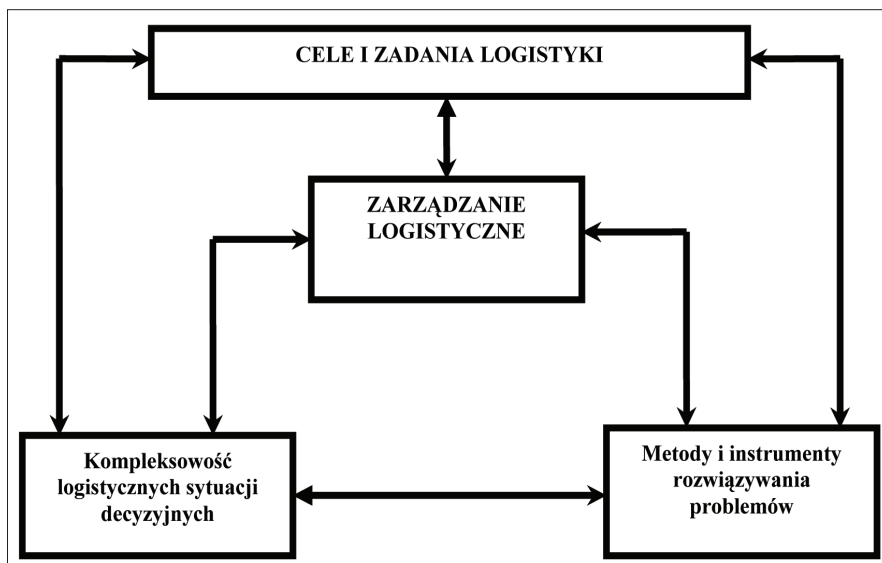 CELE I ZADANIA LOGISTYKI
ZARZĄDZANIE
LOGISTYCZNE
Kompleksowość
logistycznych sytuacji
decyzyjnych
Metody i instrumenty
rozwiązywania
problemów